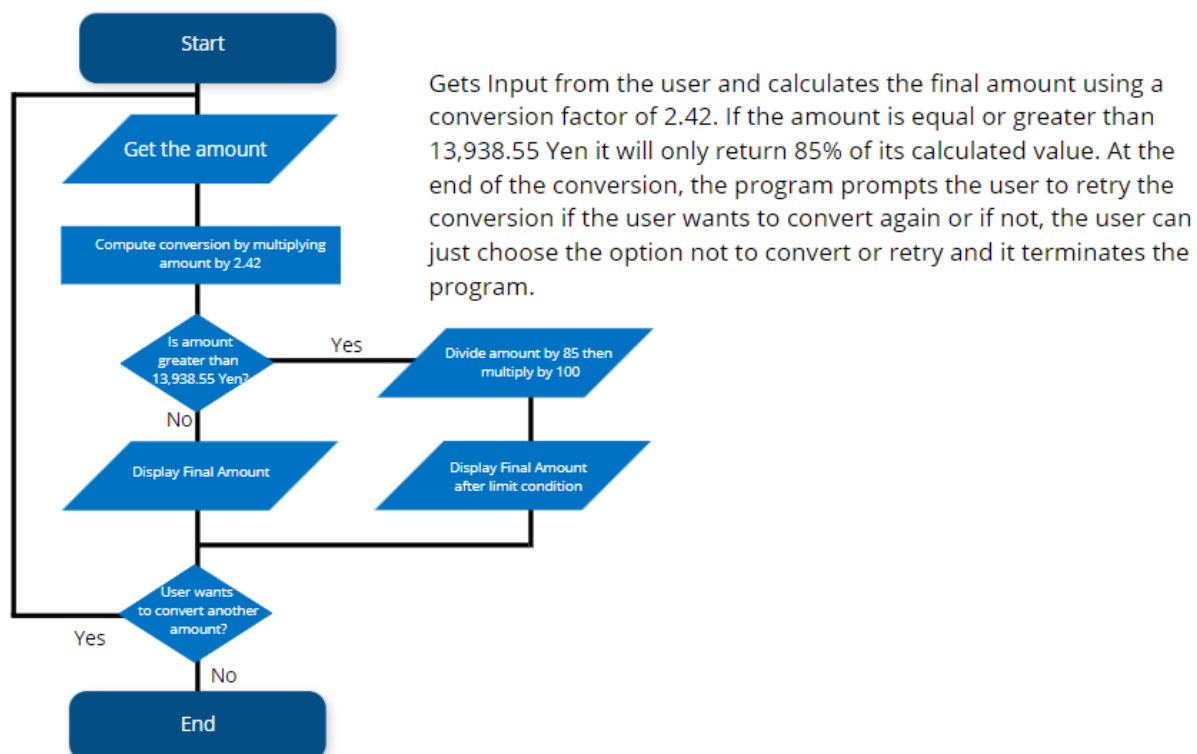 Start
Get the amount
Compute conversion by multiplying
amount by 2.42
Is amount
greater than
13,938.55 Yen?
Yes
Divide amount by 85 then
multiply by 100
No
Display Final Amount
Display Final Amount
after limit condition
User wants
to convert another
amount?
Yes
No
End
Gets Input from the user and calculates the final amount using a
conversion factor of 2.42. If the amount is equal or greater than
13,938.55 Yen it will only return 85% of its calculated value. At the
end of the conversion, the program prompts the user to retry the
conversion if the user wants to convert again or if not, the user can
just choose the option not to convert or retry and it terminates the
program.